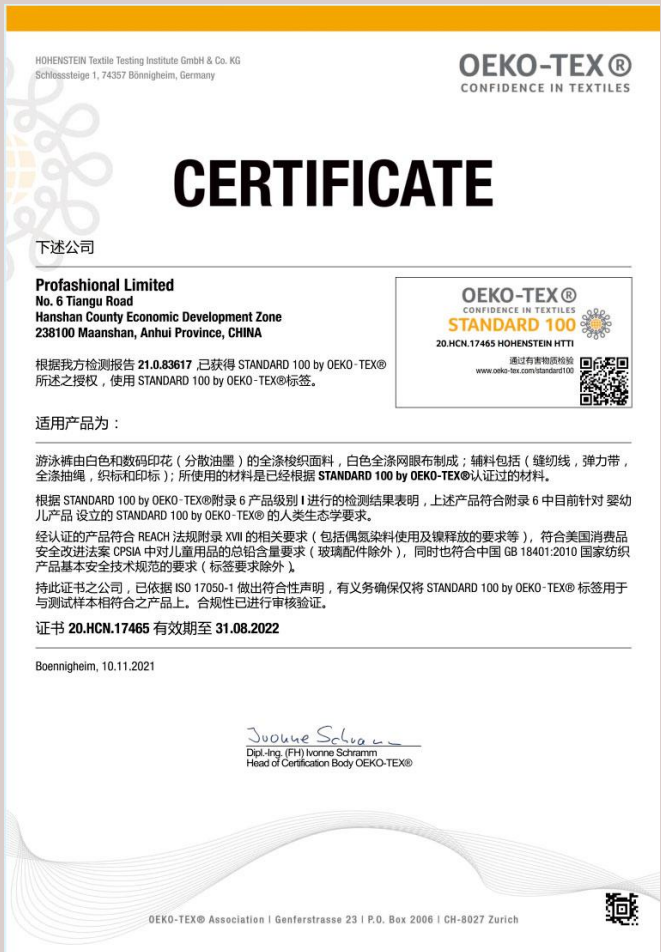 HOHENSTEIN Textile Testing Institute GmbH & Co. KG
Schlosssteige 1, 74357 Bönnigheim, Germany
OEKO-TEX®
CONFIDENCE IN TEXTILES
CERTIFICATE
下述公司
Profashional Limited
No. 6 Tiangu Road
Hanshan County Economic Development Zone
238100 Maanshan, Anhui Province, CHINA
根据我方检测报告 21.0.83617 ,已获得 STANDARD 100 by OEKO-TEX®
所述之授权，使用 STANDARD 100 by OEKO-TEX®标签。
OEKO-TEX®
CONFIDENCE IN TEXTILES
STANDARD 100
20.HCN.17465 HOHENSTEIN HTTI
通过有害物质检验
www.oeko-tex.com/standard100
适用产品为：
游泳裤由白色和数码印花（分散油墨）的全涤梭织面料，白色全涤网眼布制成；辅料包括（缝纫线，弹力带，
全涤抽绳，织标和印标）；所使用的材料是已经根据 STANDARD 100 by OEKO-TEX®认证过的材料。
根据 STANDARD 100 by OEKO-TEX®附录 6 产品级别 I 进行的检测结果表明，上述产品符合附录 6 中目前针对 婴幼
儿产品 设立的 STANDARD 100 by OEKO-TEX® 的人类生态学要求。
经认证的产品符合 REACH 法规附录 XVII 的相关要求（包括偶氮染料使用及镍释放的要求等），符合美国消费品
安全改进法案 CPSIA 中对儿童用品的总铅含量要求（玻璃配件除外），同时也符合中国 GB 18401:2010 国家纺织
产品基本安全技术规范的要求（标签要求除外）。
持此证书之公司，已依据 ISO 17050-1 做出符合性声明，有义务确保仅将 STANDARD 100 by OEKO-TEX® 标签用于
与测试样本相符合之产品上。合规性已进行审核验证。
证书 20.HCN.17465 有效期至 31.08.2022
Boennigheim, 10.11.2021
Ivonne Schramm
Dipl.-Ing. (FH) Ivonne Schramm
Head of Certification Body OEKO-TEX®
OEKO-TEX® Association | Genferstrasse 23 | P.O. Box 2006 | CH-8027 Zurich